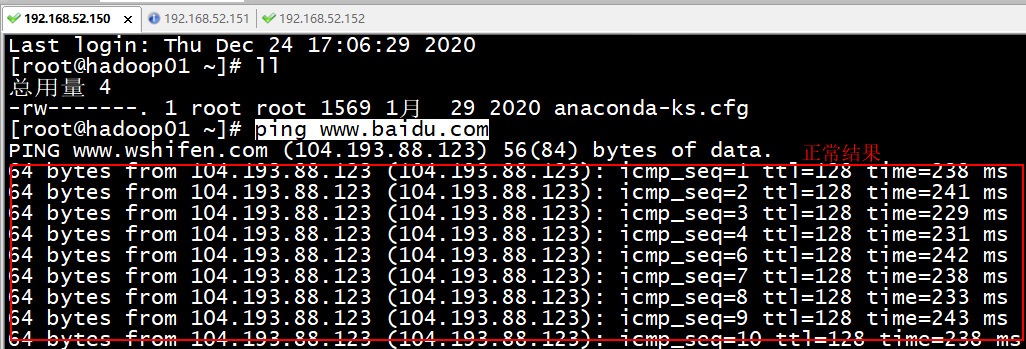 192.168.52.150 × 192.168.52.151 192.168.52.152
Last login: Thu Dec 24 17:06:29 2020
[root@hadoop01 ~]# ll
总用量 4
-rw-------. 1 root root 1569 1月  29 2020 anaconda-ks.cfg
[root@hadoop01 ~]# ping www.baidu.com
PING www.wshifen.com (104.193.88.123) 56(84) bytes of data. 正常结果
64 bytes from 104.193.88.123 (104.193.88.123): icmp_seq=1 ttl=128 time=238 ms
64 bytes from 104.193.88.123 (104.193.88.123): icmp_seq=2 ttl=128 time=241 ms
64 bytes from 104.193.88.123 (104.193.88.123): icmp_seq=3 ttl=128 time=229 ms
64 bytes from 104.193.88.123 (104.193.88.123): icmp_seq=4 ttl=128 time=231 ms
64 bytes from 104.193.88.123 (104.193.88.123): icmp_seq=6 ttl=128 time=242 ms
64 bytes from 104.193.88.123 (104.193.88.123): icmp_seq=7 ttl=128 time=238 ms
64 bytes from 104.193.88.123 (104.193.88.123): icmp_seq=8 ttl=128 time=233 ms
64 bytes from 104.193.88.123 (104.193.88.123): icmp_seq=9 ttl=128 time=243 ms
64 bytes from 104.193.88.123 (104.193.88.123): icmp_seq=10 ttl=128 time=238 ms